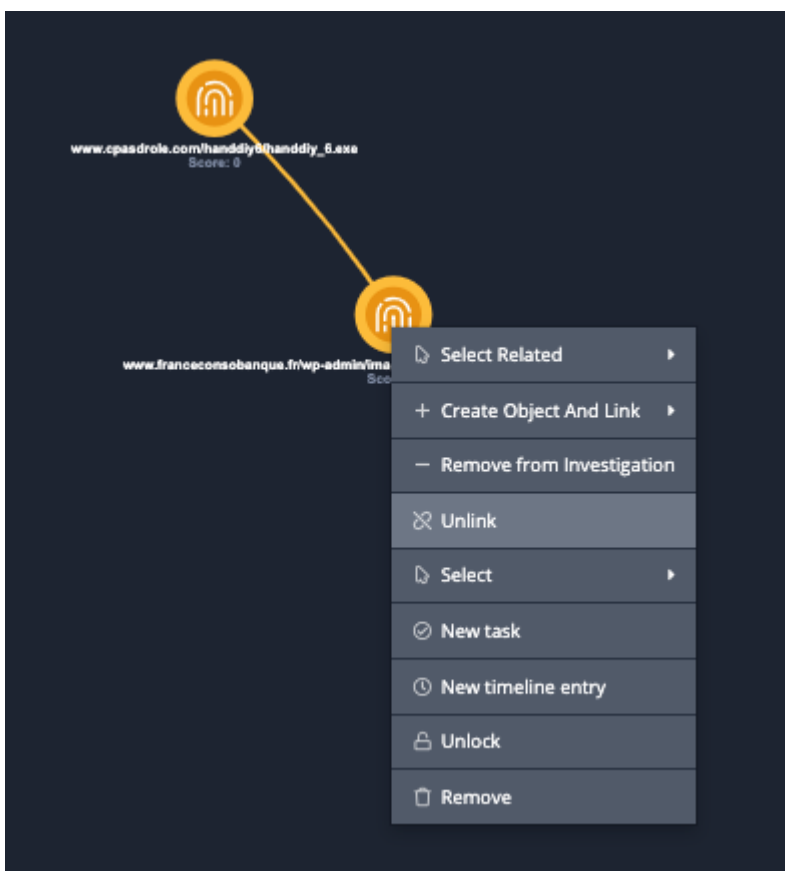 www.cpasdrole.com/handdiy6/handdiy_6.exe
Score: 0
www.franceconsobanque.fr/wp-admin/ima
Sco
Select Related
Create Object And Link
Remove from Investigation
Unlink
Select
New task
New timeline entry
Unlock
Remove